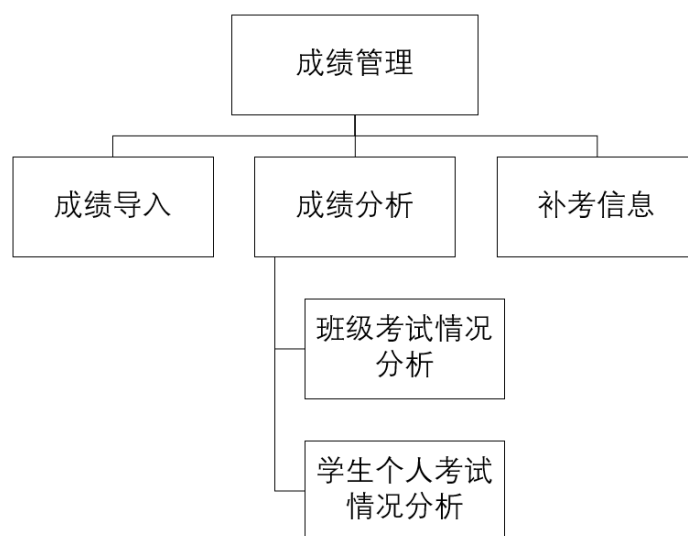 成绩管理
成绩导入
成绩分析
补考信息
班级考试情况
分析
学生个人考试
情况分析